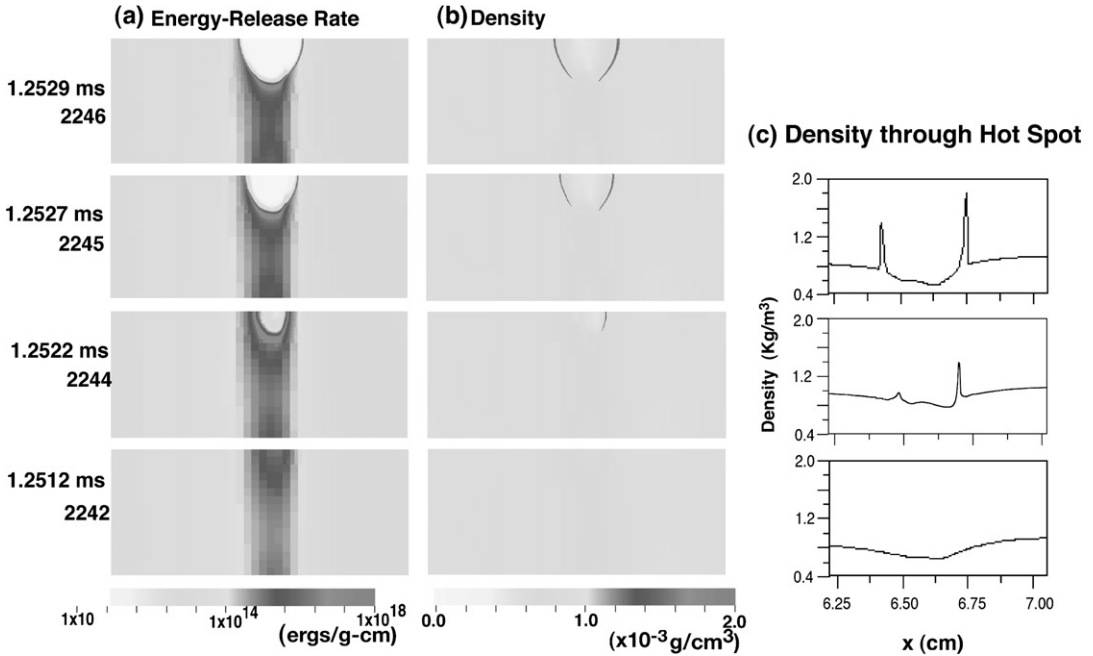 (a) Energy-Release Rate
(b) Density
1.2529 ms
2246
1.2527 ms
2245
1.2522 ms
2244
1.2512 ms
2242
1x10
1x10¹⁴
1x10¹⁸
(ergs/g-cm)
0.0
1.0
2.0
(x10⁻³g/cm³)
(c) Density through Hot Spot
Density (Kg/m³)
2.0
1.2
0.4
2.0
1.2
0.4
2.0
1.2
0.4
6.25
6.50
6.75
7.00
x (cm)